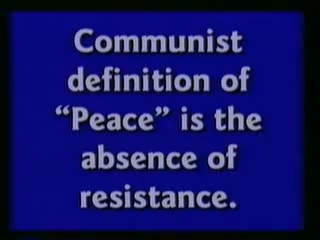 Communist
definition of
“Peace” is the
absence of
resistance.